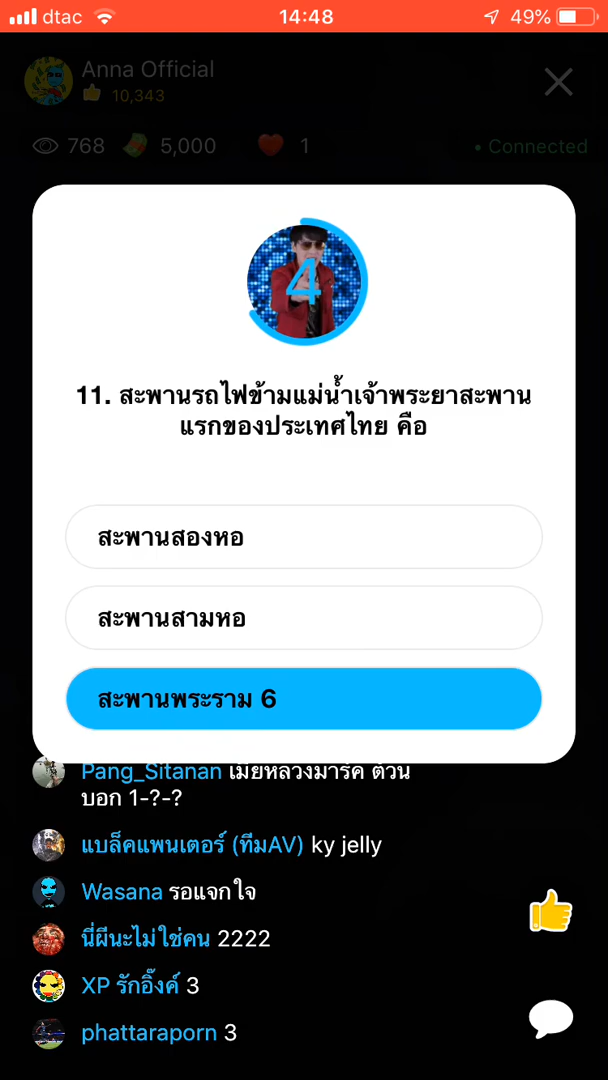 dtac 14:48 49%
Anna Official
10,343
768 5,000 1 • Connected
4
11. สะพานรถไฟข้ามแม่น้ำเจ้าพระยาสะพาน
แรกของประเทศไทย คือ
สะพานสองหอ
สะพานสามหอ
สะพานพระราม 6
Pang_Sitanan เมียหลวงมาร์ค ต้วน
บอก 1-?-?
แบล็คแพนเตอร์ (ทีมAV) ky jelly
Wasana รอแจกใจ
นี่ผีนะไม่ใช่คน 2222
XP รักอิ๊งค์ 3
phattaraporn 3